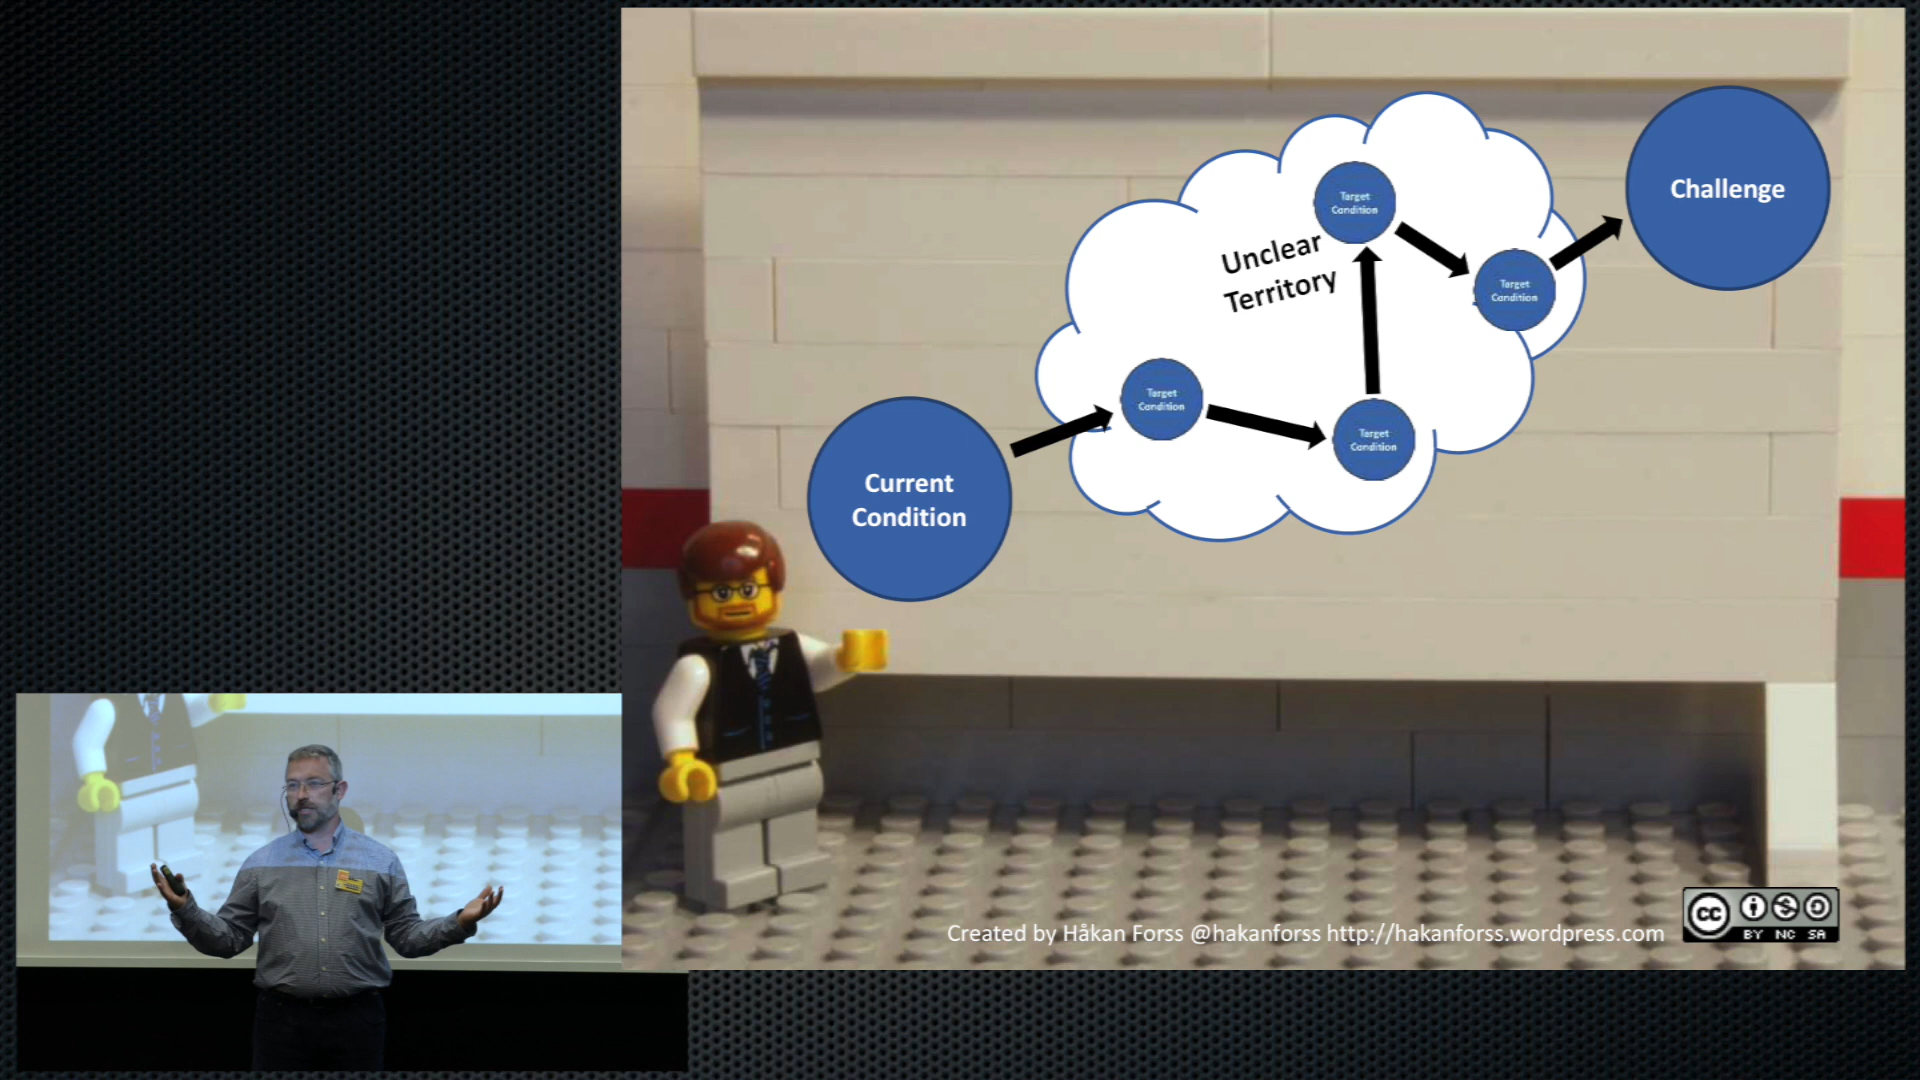 Challenge
Target
Condition
Unclear
Territory
Target
Condition
Target
Condition
Target
Condition
Current
Condition
Created by Håkan Forss @hakanforss http://hakanforss.wordpress.com
cc
BY NC SA